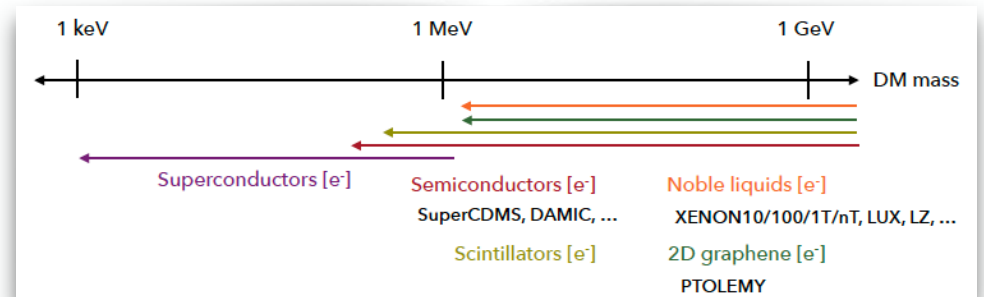 1 keV 1 MeV 1 GeV
DM mass
Superconductors [e⁻] Semiconductors [e⁻] Noble liquids [e⁻]
SuperCDMS, DAMIC, ... XENON10/100/1T/nT, LUX, LZ, ...
Scintillators [e⁻] 2D graphene [e⁻]
PTOLEMY